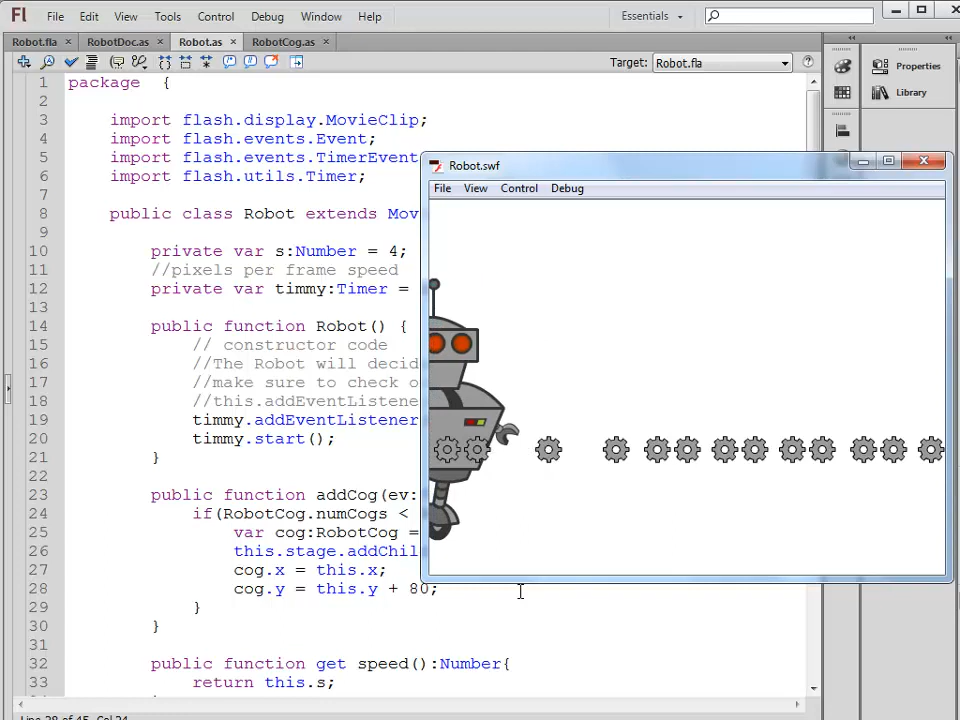 Fl File Edit View Tools Control Debug Window Help Essentials
Robot.fla × RobotDoc.as × Robot.as × RobotCog.as ×
Target: Robot.fla
Properties
Library
1 package {
2
3 import flash.display.MovieClip;
4 import flash.events.Event;
5 import flash.events.TimerEvent
6 import flash.utils.Timer;
7
8 public class Robot extends Mov
9
10 private var s:Number = 4;
11 //pixels per frame speed
12 private var timmy:Timer =
13
14 public function Robot() {
15 // constructor code
16 //The Robot will decid
17 //make sure to check o
18 //this.addEventListene
19 timmy.addEventListener
20 timmy.start();
21 }
22
23 public function addCog(ev:
24 if(RobotCog.numCogs <
25 var cog:RobotCog =
26 this.stage.addChil
27 cog.x = this.x;
28 cog.y = this.y + 80;
29 }
30 }
31
32 public function get speed():Number{
33 return this.s;
Robot.swf
File View Control Debug
Line 28 of 45, Col 24